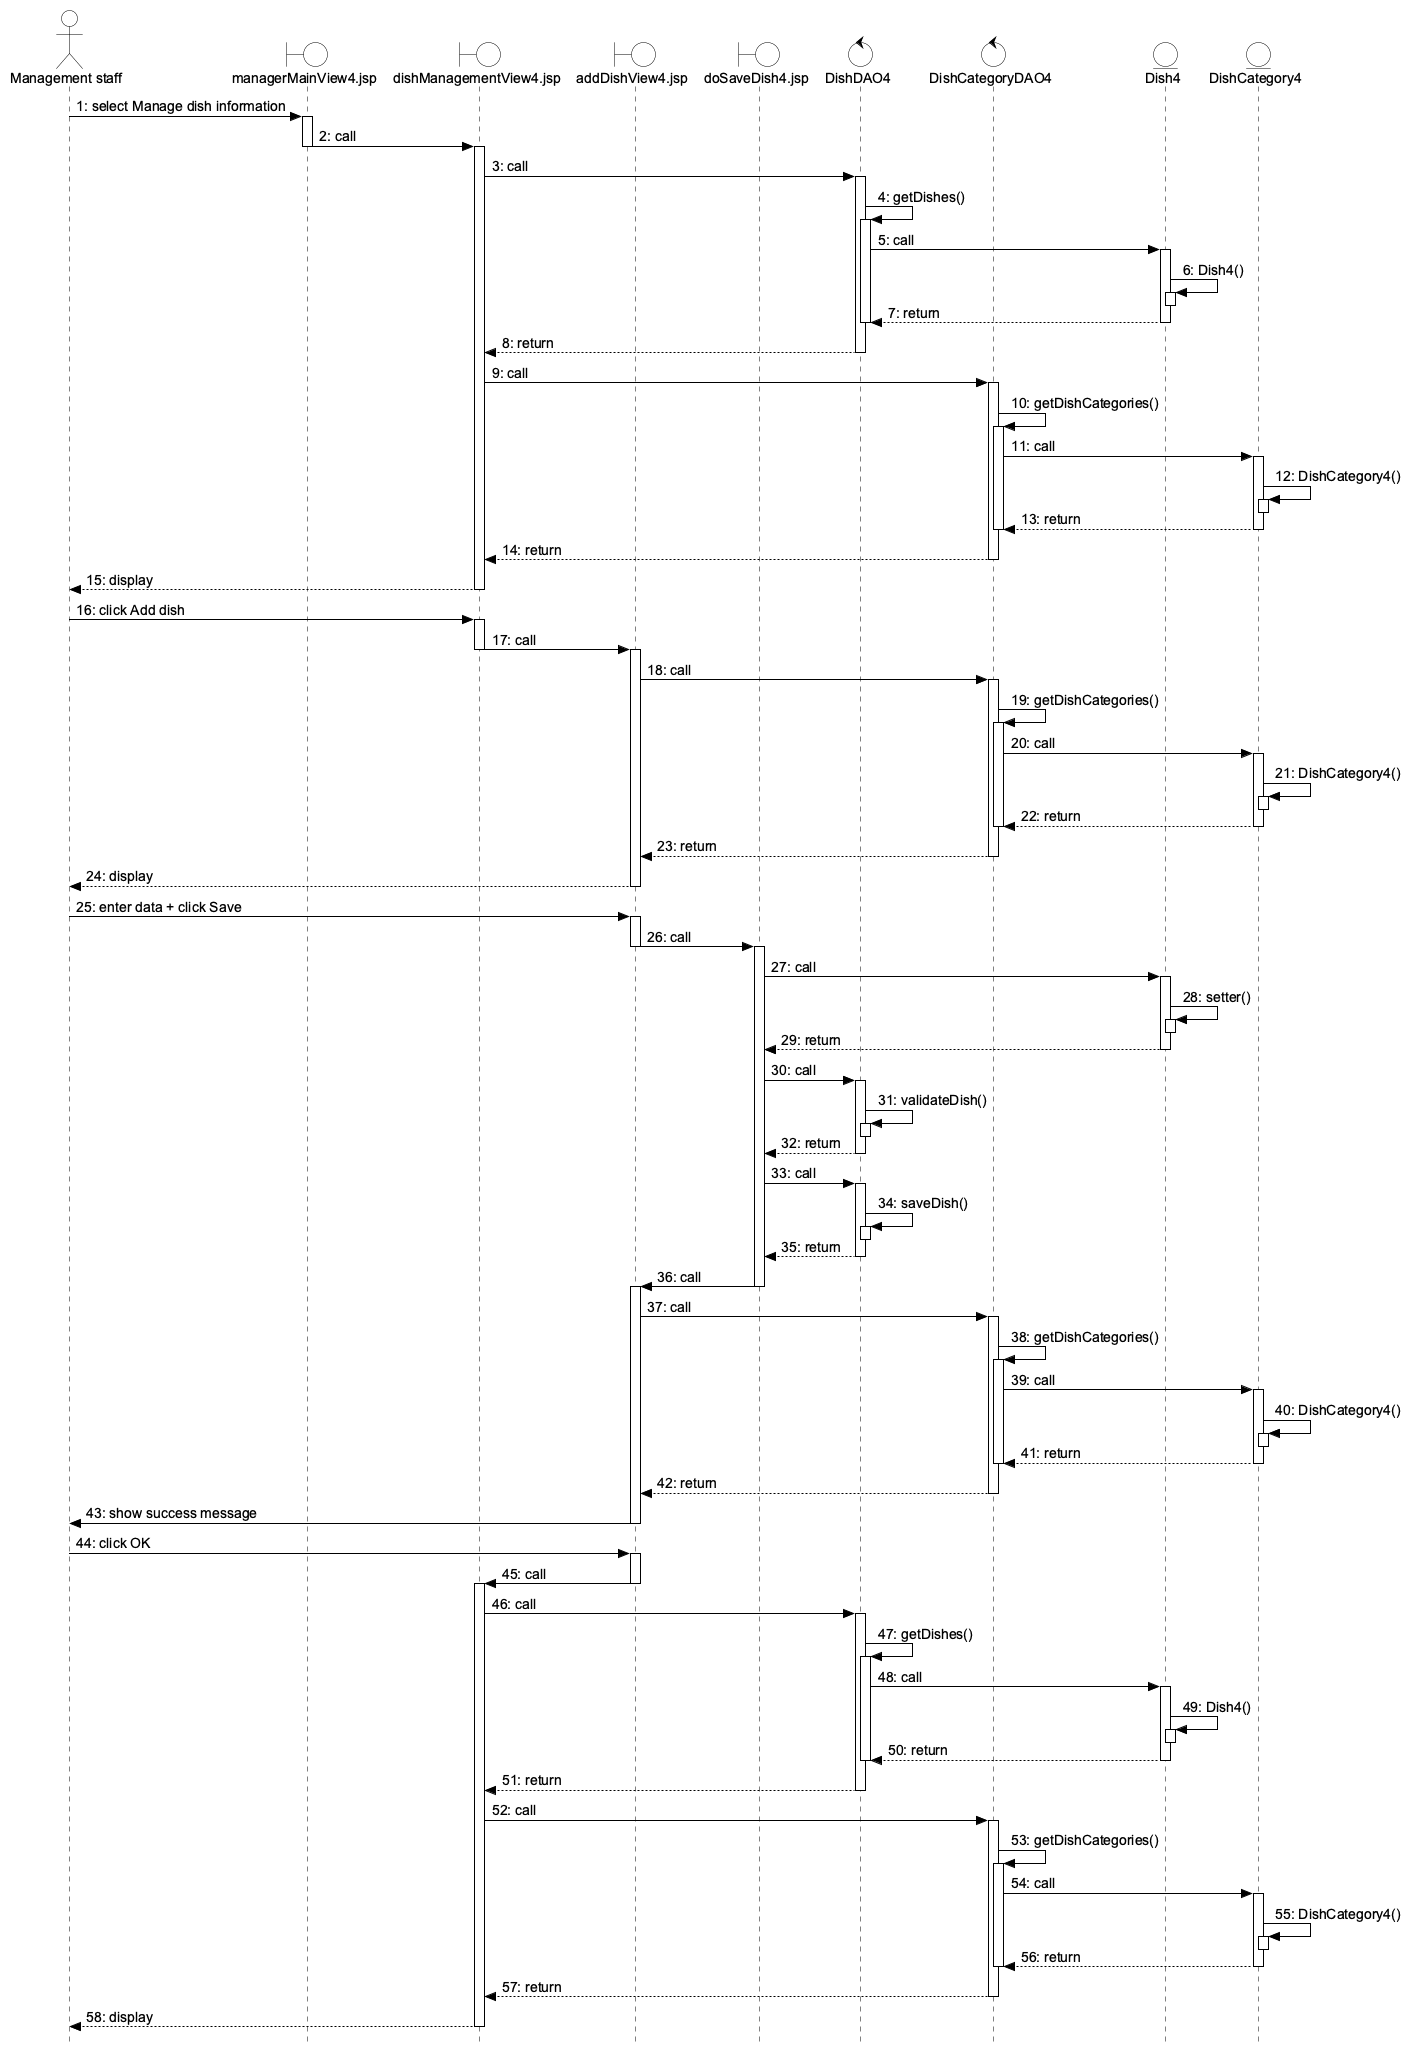 Management staff
managerMainView4.jsp
dishManagementView4.jsp
addDishView4.jsp
doSaveDish4.jsp
DishDAO4
DishCategoryDAO4
Dish4
DishCategory4
1: select Manage dish information
2: call
3: call
4: getDishes()
5: call
6: Dish4()
7: return
8: return
9: call
10: getDishCategories()
11: call
12: DishCategory4()
13: return
14: return
15: display
16: click Add dish
17: call
18: call
19: getDishCategories()
20: call
21: DishCategory4()
22: return
23: return
24: display
25: enter data + click Save
26: call
27: call
28: setter()
29: return
30: call
31: validateDish()
32: return
33: call
34: saveDish()
35: return
36: call
37: call
38: getDishCategories()
39: call
40: DishCategory4()
41: return
42: return
43: show success message
44: click OK
45: call
46: call
47: getDishes()
48: call
49: Dish4()
50: return
51: return
52: call
53: getDishCategories()
54: call
55: DishCategory4()
56: return
57: return
58: display